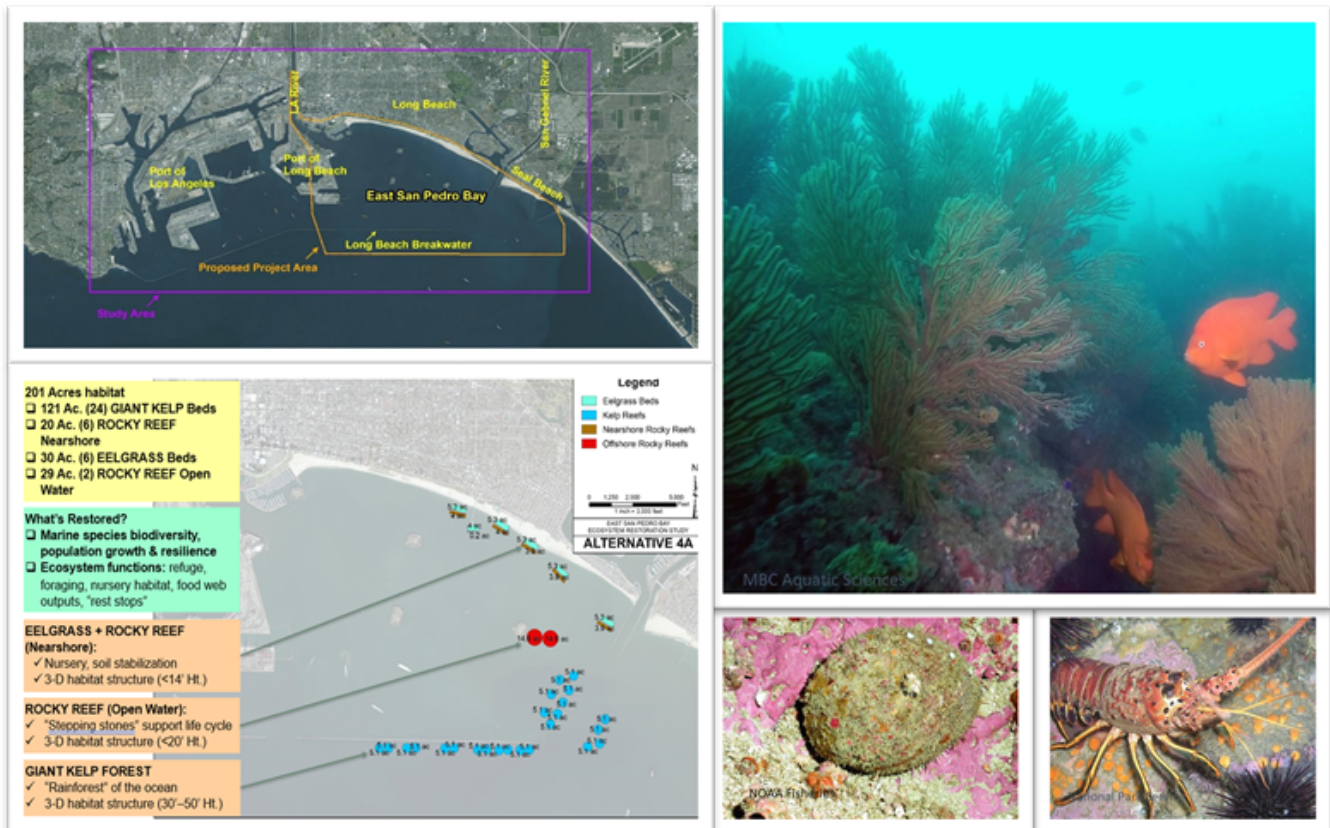 LA River
Long Beach
San Gabriel River
Port of
Los Angeles
Port of
Long Beach
Seal Beach
East San Pedro Bay
Long Beach Breakwater
Proposed Project Area
Study Area
MBC Aquatic Sciences
201 Acres habitat
121 Ac. (24) GIANT KELP Beds
20 Ac. (6) ROCKY REEF
Nearshore
30 Ac. (6) EELGRASS Beds
29 Ac. (2) ROCKY REEF Open
Water
What's Restored?
Marine species biodiversity,
population growth & resilience
Ecosystem functions: refuge,
foraging, nursery habitat, food web
outputs, "rest stops"
EELGRASS + ROCKY REEF
(Nearshore):
✓ Nursery, soil stabilization
✓ 3-D habitat structure (<14' Ht.)
ROCKY REEF (Open Water):
✓ "Stepping stones" support life cycle
✓ 3-D habitat structure (<20' Ht.)
GIANT KELP FOREST
✓ "Rainforest" of the ocean
✓ 3-D habitat structure (30'–50' Ht.)
Legend
Eelgrass Beds
Kelp Reefs
Nearshore Rocky Reefs
Offshore Rocky Reefs
N
EAST SAN PEDRO BAY
ECOSYSTEM RESTORATION STUDY
ALTERNATIVE 4A
NOAA Fisheries